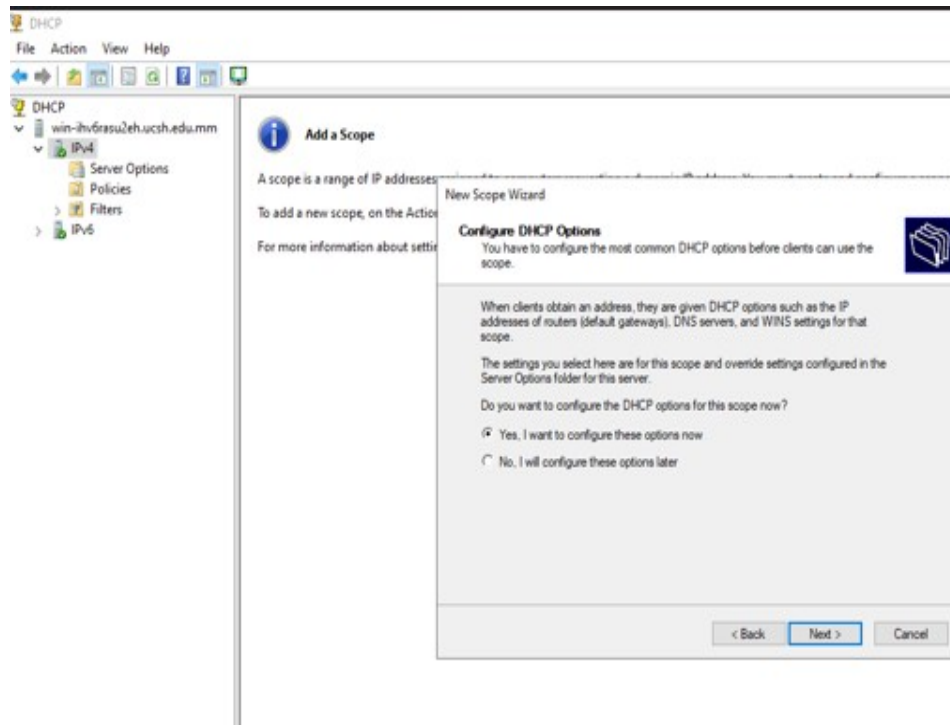 DHCP
File Action View Help
DHCP
win-ihv6rasu2eh.ucsh.edu.mm
IPv4
Server Options
Policies
Filters
IPv6
Add a Scope
A scope is a range of IP addresses
To add a new scope, on the Action
For more information about settin
New Scope Wizard
Configure DHCP Options
You have to configure the most common DHCP options before clients can use the
scope.
When clients obtain an address, they are given DHCP options such as the IP
addresses of routers (default gateways), DNS servers, and WINS settings for that
scope.
The settings you select here are for this scope and override settings configured in the
Server Options folder for this server.
Do you want to configure the DHCP options for this scope now?
Yes, I want to configure these options now
No, I will configure these options later
< Back Next > Cancel